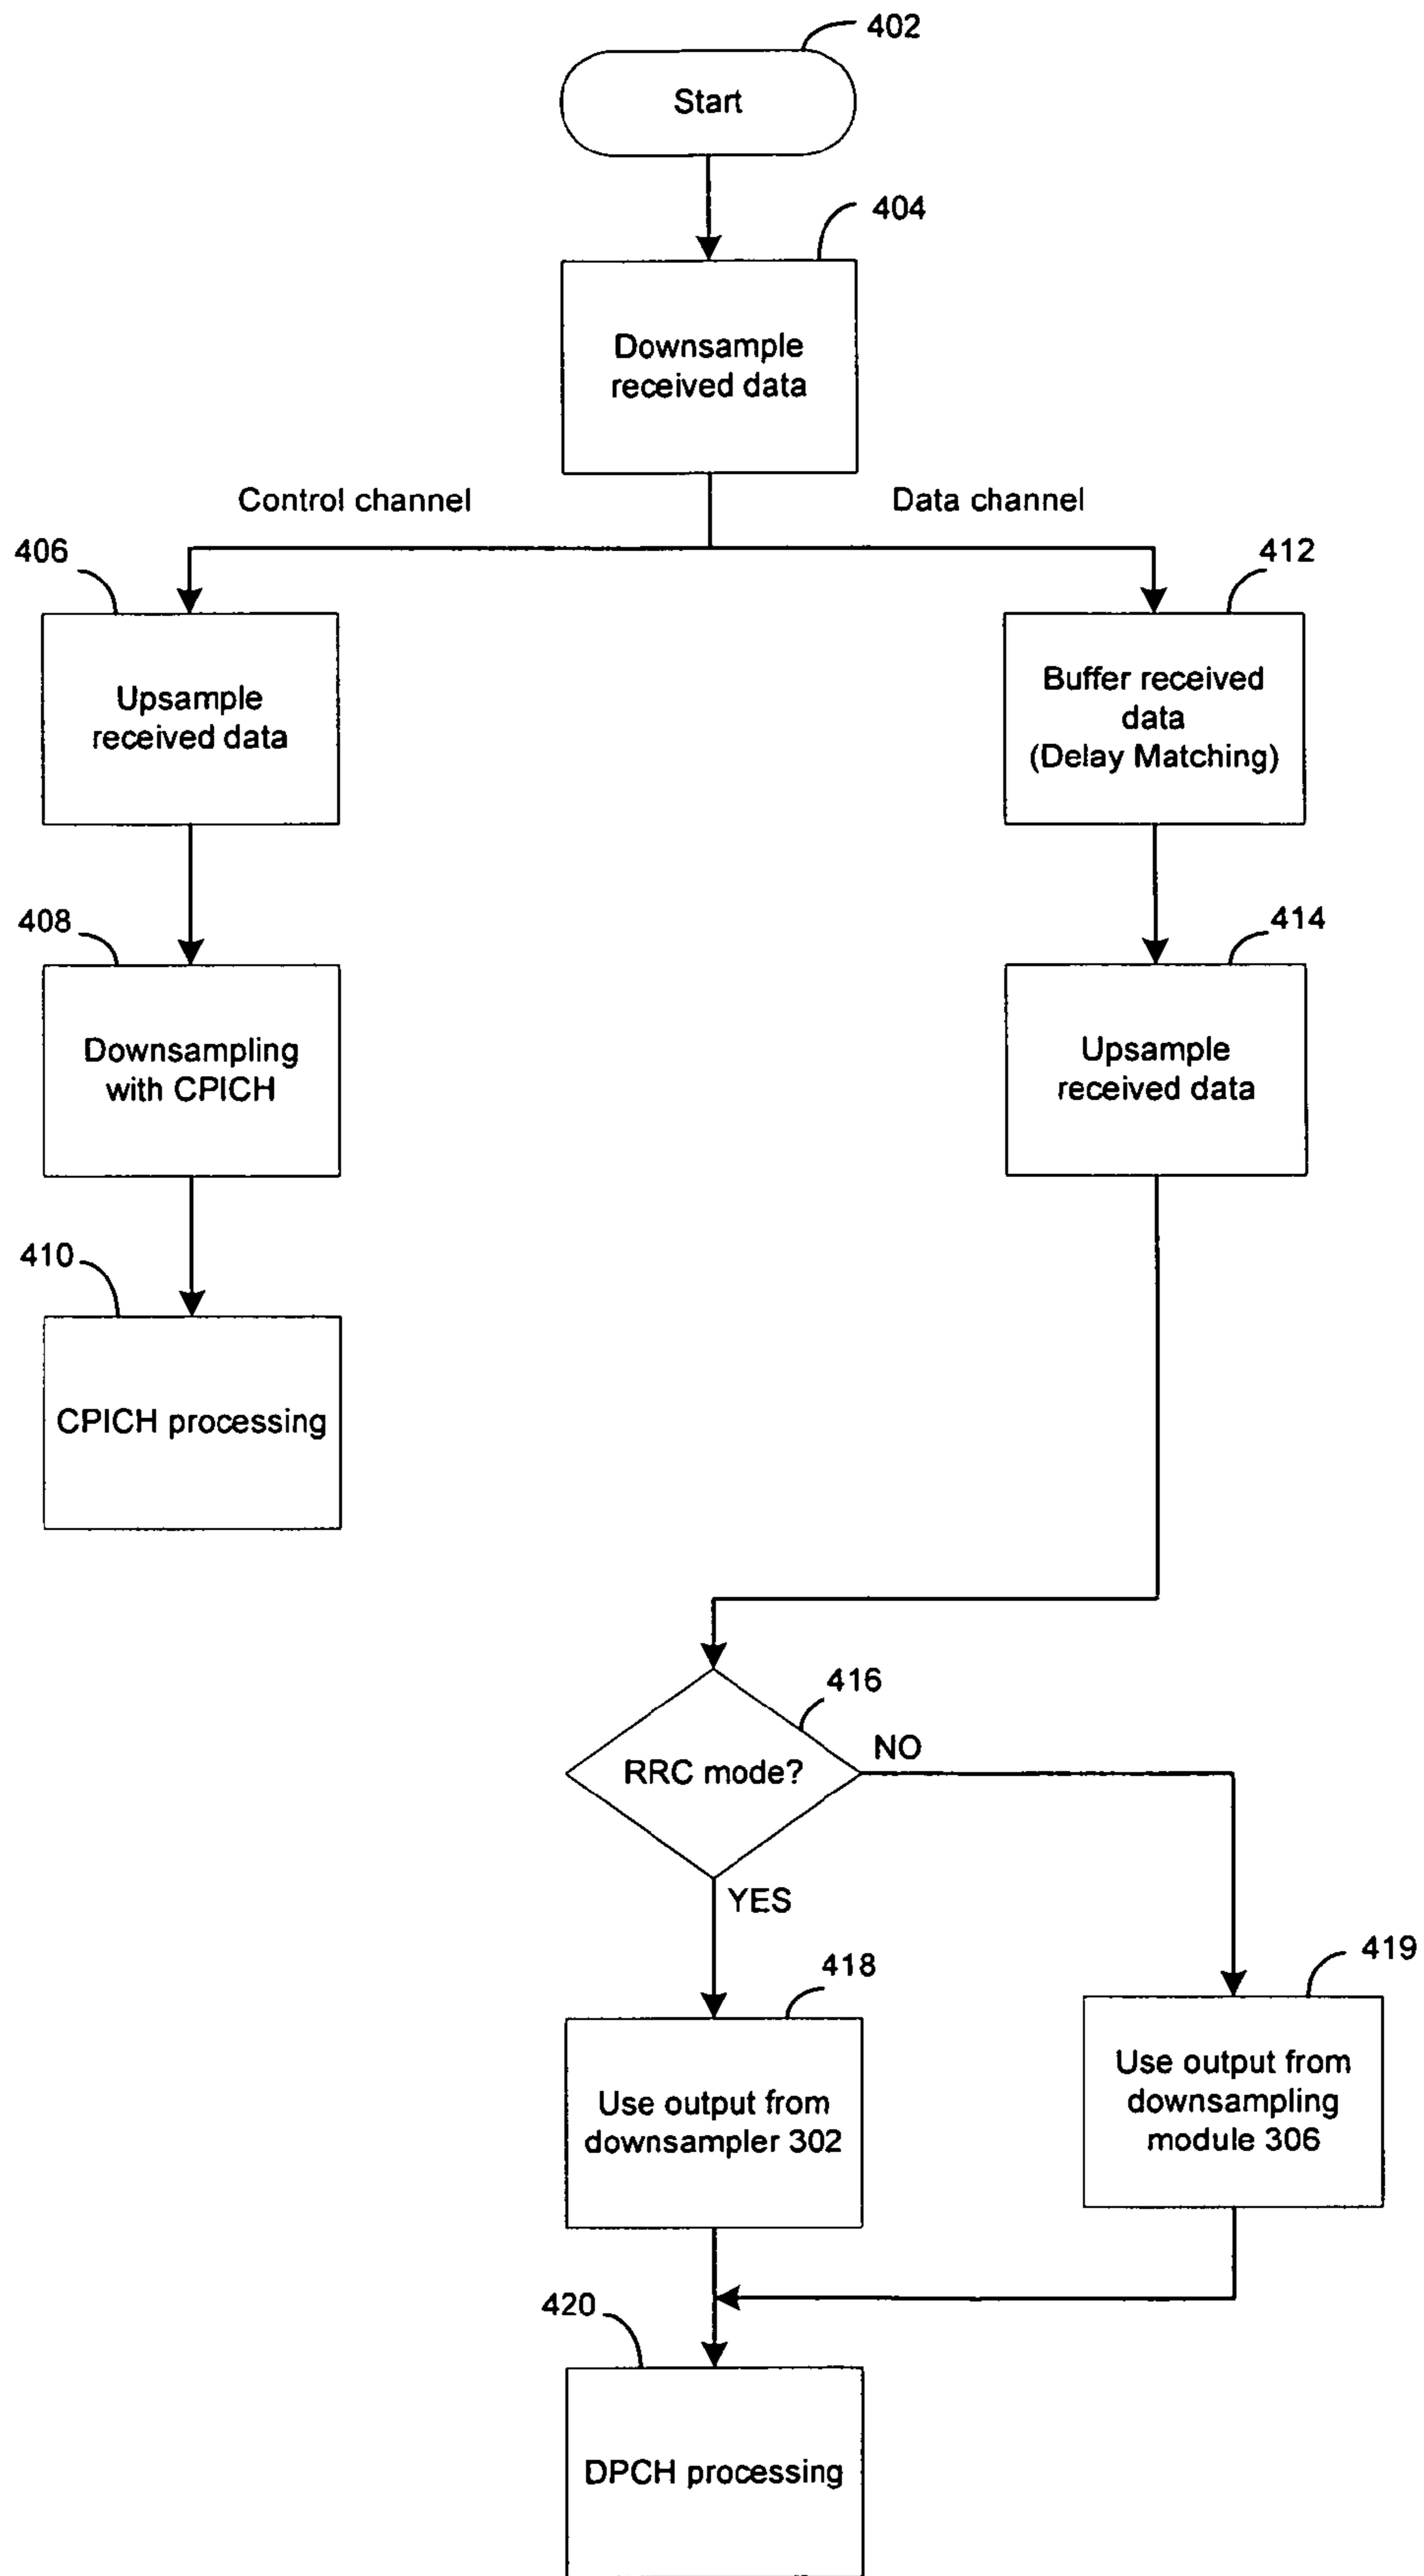 402
Start
404
Downsample
received data
Control channel
Data channel
406
412
Upsample
received data
Buffer received
data
(Delay Matching)
408
414
Downsampling
with CPICH
Upsample
received data
410
CPICH processing
416
RRC mode?
NO
YES
418
419
Use output from
downsampler 302
Use output from
downsampling
module 306
420
DPCH processing